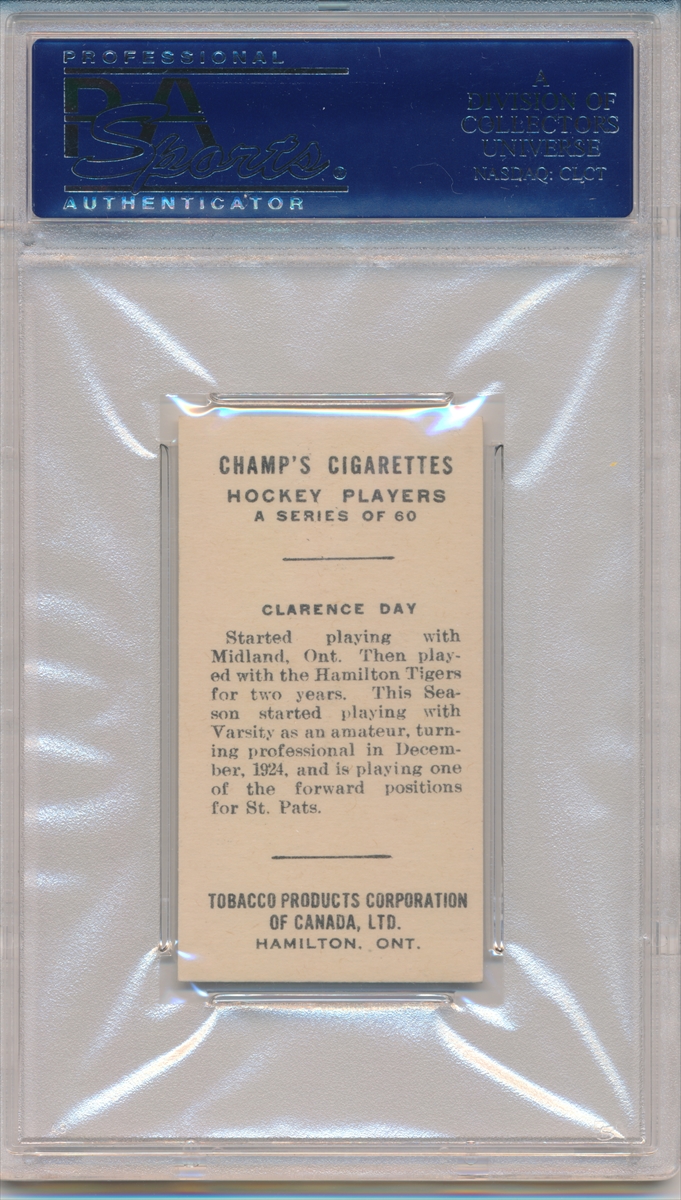 PROFESSIONAL
PSA
Sports
AUTHENTICATOR
A
DIVISION OF
COLLECTORS
UNIVERSE
NASDAQ: CLCT
CHAMP'S CIGARETTES
HOCKEY PLAYERS
A SERIES OF 60
CLARENCE DAY
Started playing with
Midland, Ont. Then play-
ed with the Hamilton Tigers
for two years. This Sea-
son started playing with
Varsity as an amateur, turn-
ing professional in Decem-
ber, 1924, and is playing one
of the forward positions
for St. Pats.
TOBACCO PRODUCTS CORPORATION
OF CANADA, LTD.
HAMILTON. ONT.